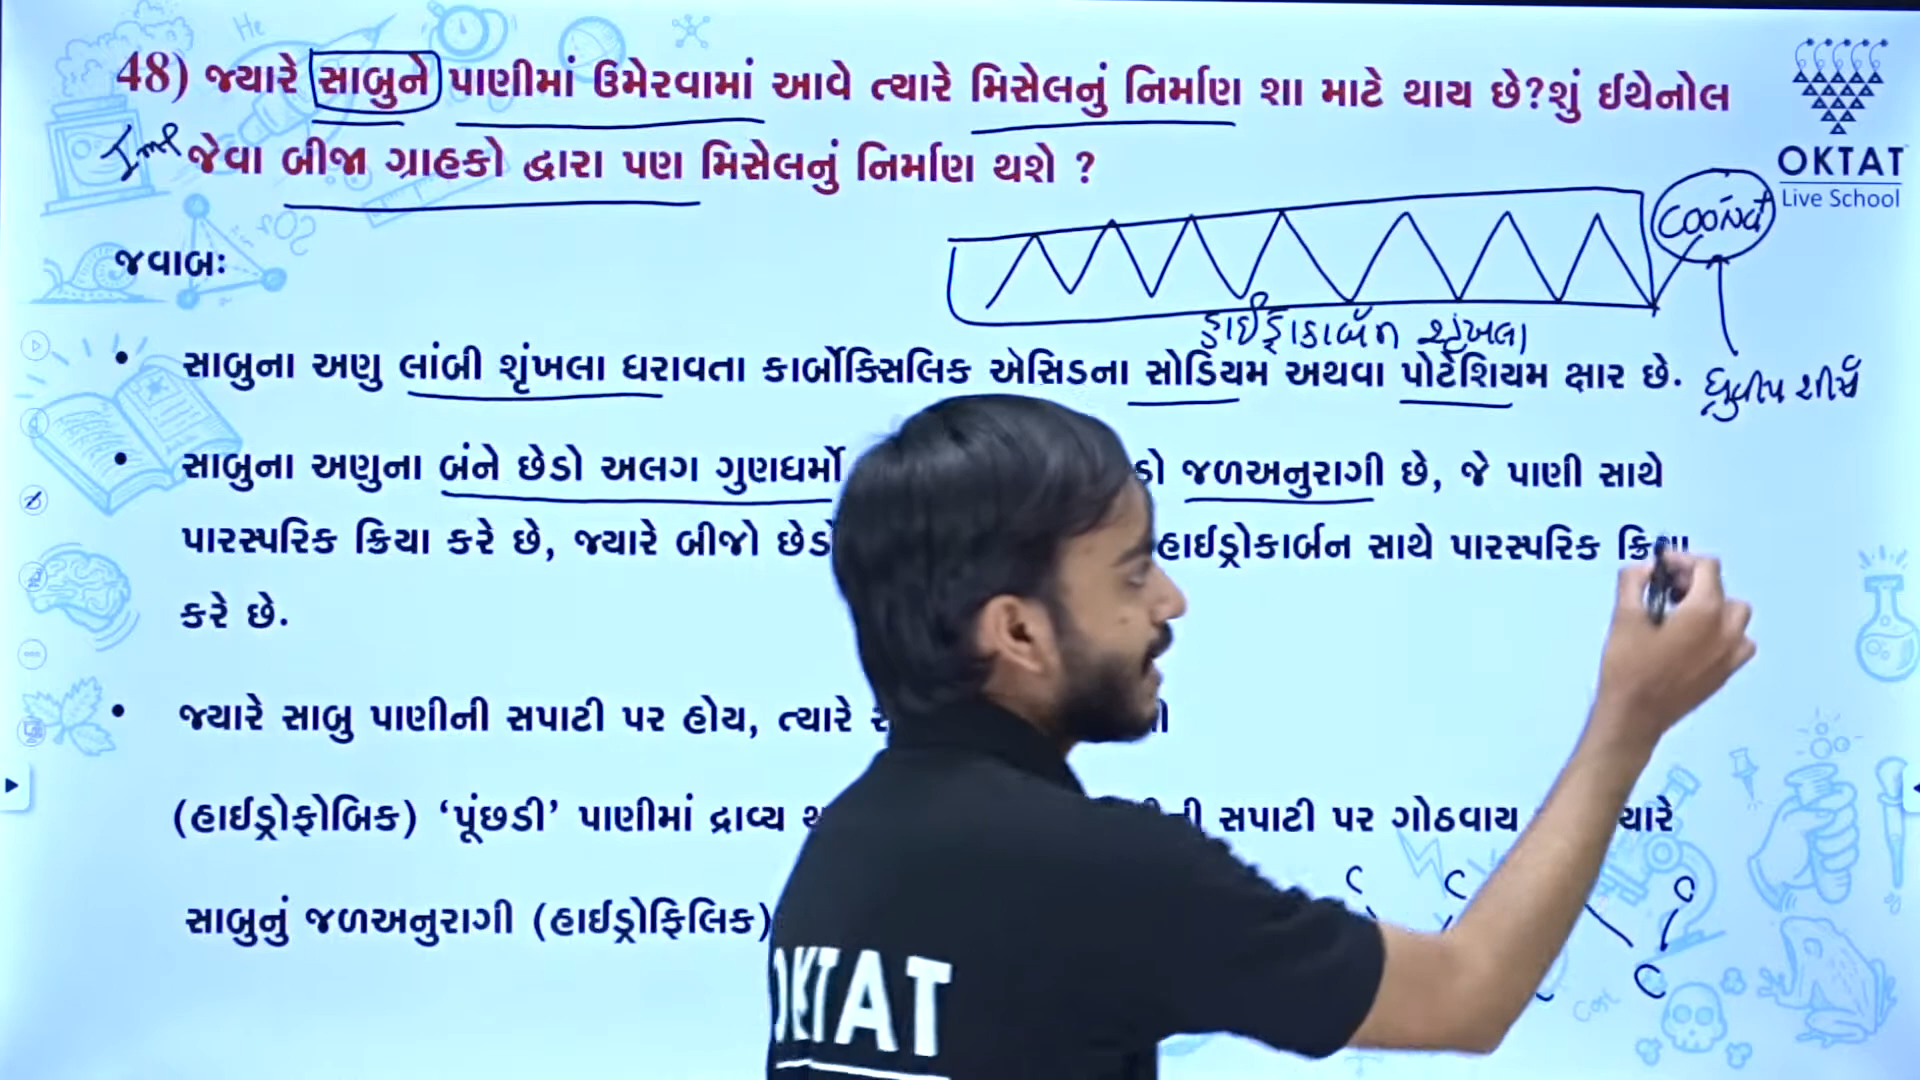 48) જ્યારે સાબુને પાણીમાં ઉમેરવામાં આવે ત્યારે મિસેલનું નિર્માણ શા માટે થાય છે?શું ઈથેનોલ
Imp જેવા બીજા ગ્રાહકો દ્વારા પણ મિસેલનું નિર્માણ થશે ?
OKTAT
Live School
COONa+
જવાબઃ
હાઈડ્રોકાર્બન શૃંખલા
• સાબુના અણુ લાંબી શૃંખલા ધરાવતા કાર્બોક્સિલિક એસિડના સોડિયમ અથવા પોટેશિયમ ક્ષાર છે.
ધ્રુવીય શીર્ષ
• સાબુના અણુના બંને છેડો અલગ ગુણધર્મો જળઅનુરાગી છે, જે પાણી સાથે
પારસ્પરિક ક્રિયા કરે છે, જ્યારે બીજો હાઈડ્રોકાર્બન સાથે પારસ્પરિક
કરે છે.
• જ્યારે સાબુ પાણીની સપાટી પર હોય, ત્યારે
(હાઈડ્રોફોબિક) ‘પૂંછડી’ પાણીમાં દ્રાવ્ય સપાટી પર ગોઠવાય
સાબુનું જળઅનુરાગી (હાઈડ્રોફિલિક)
C C C
C
OKTAT